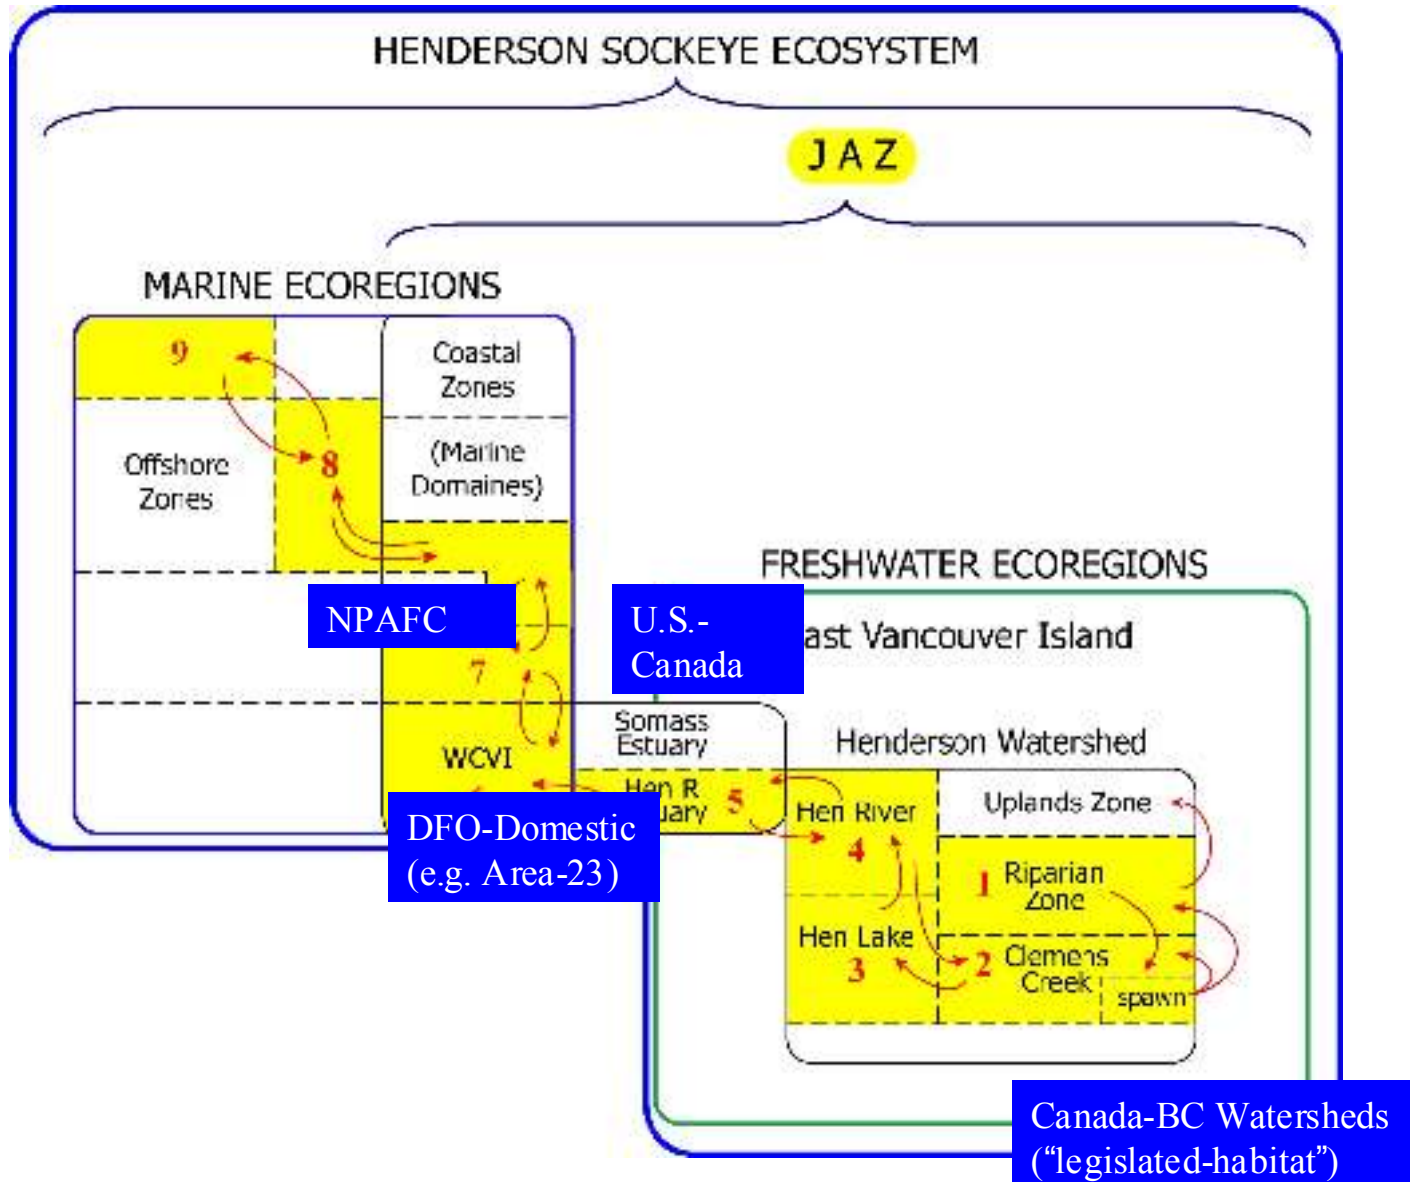 HENDERSON SOCKEYE ECOSYSTEM
J A Z
MARINE ECOREGIONS
9
Coastal
Zones
Offshore
Zones
8
(Marine
Domaines)
NPAFC
7
WCVI
DFO-Domestic
(e.g. Area-23)
U.S.-
Canada
Somass
Estuary
Hen R
uary
5
FRESHWATER ECOREGIONS
ast Vancouver Island
Henderson Watershed
Hen River
4
Uplands Zone
1
Riparian
Zone
Hen Lake
3
2
Clemens
Creek
spawn
Canada-BC Watersheds
(“legislated-habitat”)